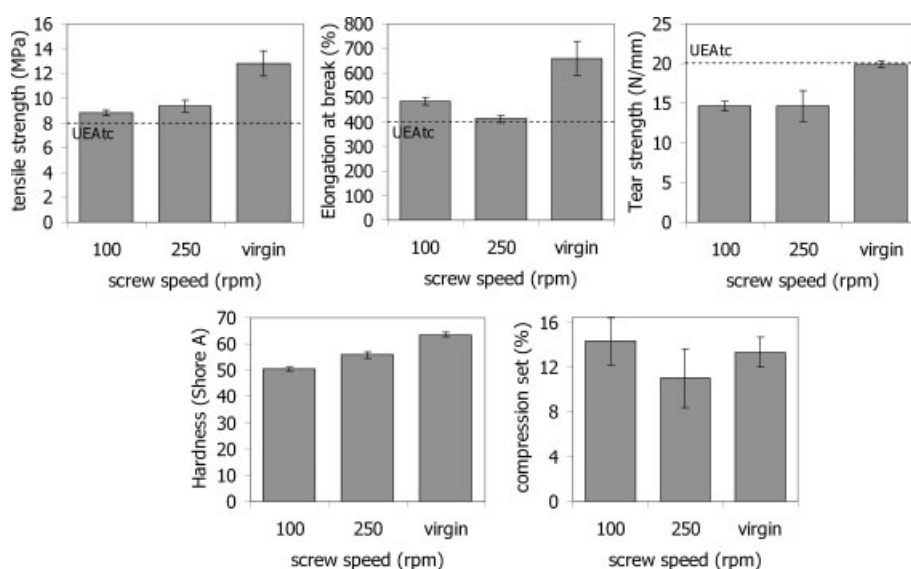 tensile strength (MPa)
16
14
12
10
8
6
4
2
0
UEAtc
100 250 virgin
screw speed (rpm)
Elongation at break (%)
800
700
600
500
400
300
200
100
0
UEAtc
100 250 virgin
screw speed (rpm)
Tear strength (N/mm)
25
20
15
10
5
0
UEAtc
100 250 virgin
screw speed (rpm)
Hardness (Shore A)
70
60
50
40
30
20
10
0
100 250 virgin
screw speed (rpm)
compression set (%)
16
12
8
4
0
100 250 virgin
screw speed (rpm)